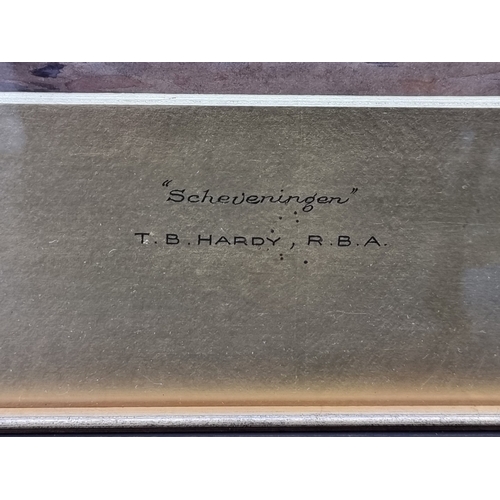 "Scheveningen"
T. B. HARDY, R.B.A.